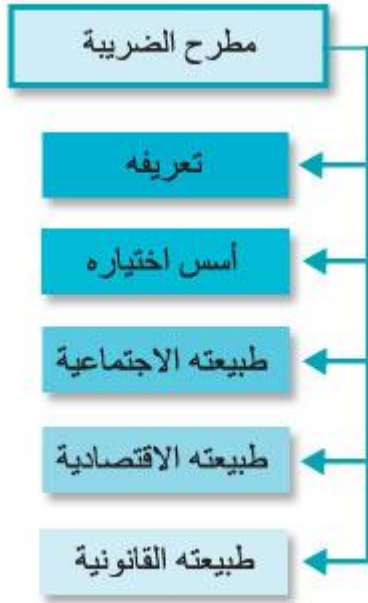 مطرح الضريبة
تعريفه
أسس اختياره
طبيعته الاجتماعية
طبيعته الاقتصادية
طبيعته القانونية